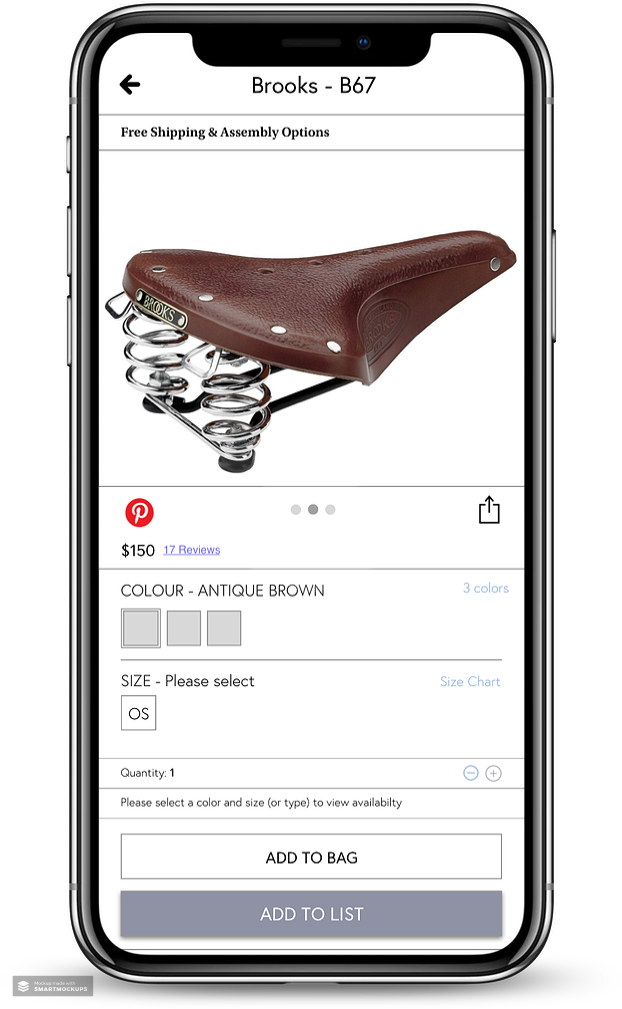 Brooks - B67
Free Shipping & Assembly Options
BROOKS
BROOKS
$150 17 Reviews
COLOUR - ANTIQUE BROWN 3 colors
SIZE - Please select Size Chart
OS
Quantity: 1
Please select a color and size (or type) to view availabilty
ADD TO BAG
ADD TO LIST
Mockup made with
SMARTMOCKUPS